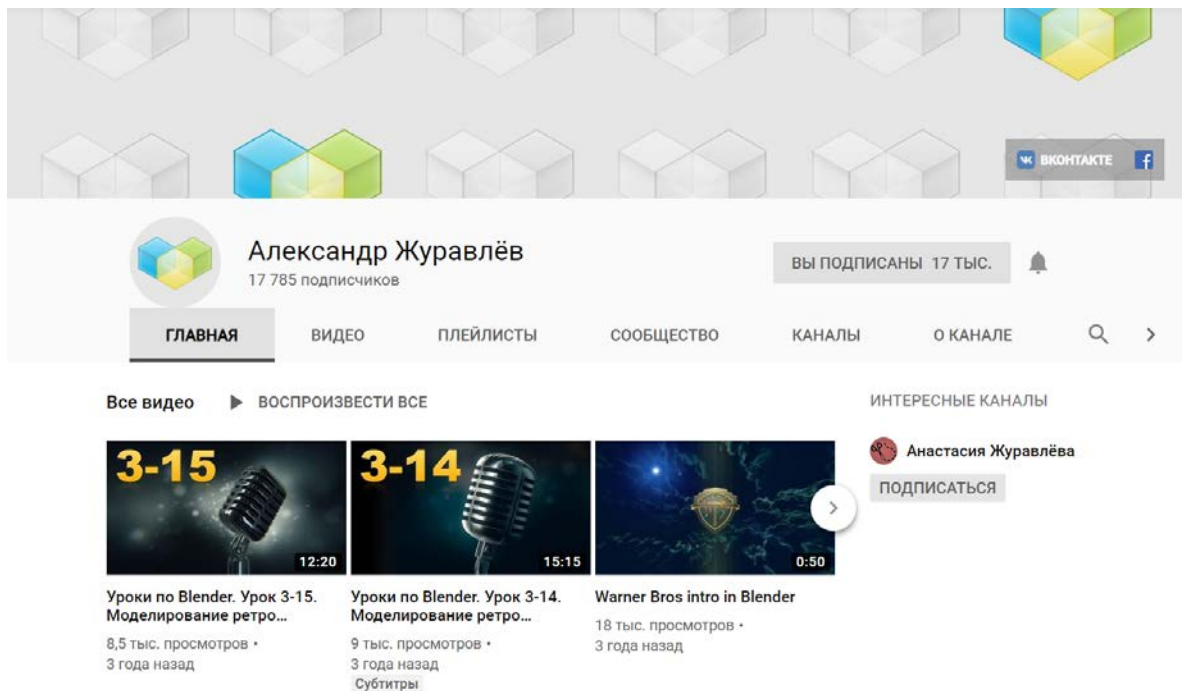 ВКОНТАКТЕ
Александр Журавлёв
17 785 подписчиков
ВЫ ПОДПИСАНЫ 17 ТЫС.
ГЛАВНАЯ ВИДЕО ПЛЕЙЛИСТЫ СООБЩЕСТВО КАНАЛЫ О КАНАЛЕ
Все видео ВОСПРОИЗВЕСТИ ВСЕ
3-15
12:20
Уроки по Blender. Урок 3-15.
Моделирование ретро...
8,5 тыс. просмотров •
3 года назад
3-14
15:15
Уроки по Blender. Урок 3-14.
Моделирование ретро...
9 тыс. просмотров •
3 года назад
Субтитры
0:50
Warner Bros intro in Blender
18 тыс. просмотров •
3 года назад
ИНТЕРЕСНЫЕ КАНАЛЫ
Анастасия Журавлёва
ПОДПИСАТЬСЯ